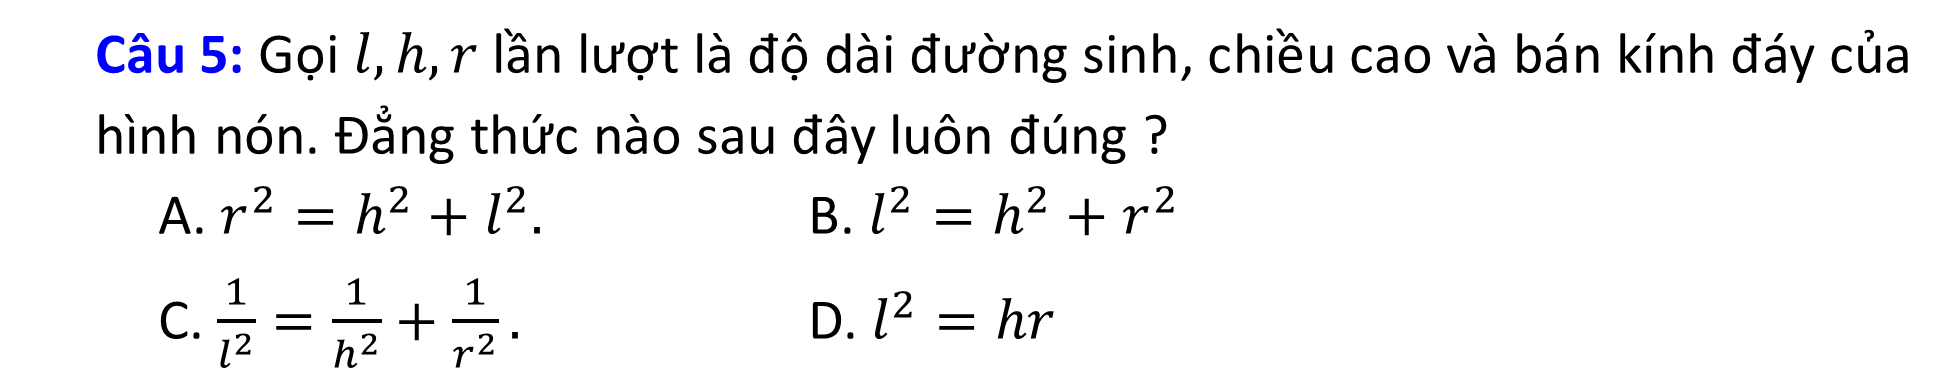 Câu 5: Gọi l, h, r lần lượt là độ dài đường sinh, chiều cao và bán kính đáy của
hình nón. Đẳng thức nào sau đây luôn đúng ?
A. r² = h² + l². B. l² = h² + r²
C. 1/l² = 1/h² + 1/r². D. l² = hr